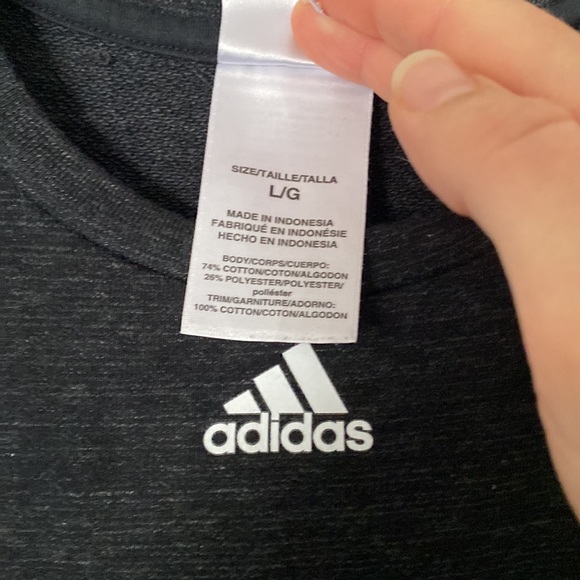 SIZE/TAILLE/TALLA
L/G
MADE IN INDONESIA
FABRIQUÉ EN INDONÉSIE
HECHO EN INDONESIA
BODY/CORPS/CUERPO:
74% COTTON/COTON/ALGODON
26% POLYESTER/POLYESTER/
poliéster
TRIM/GARNITURE/ADORNO:
100% COTTON/COTON/ALGODON
adidas